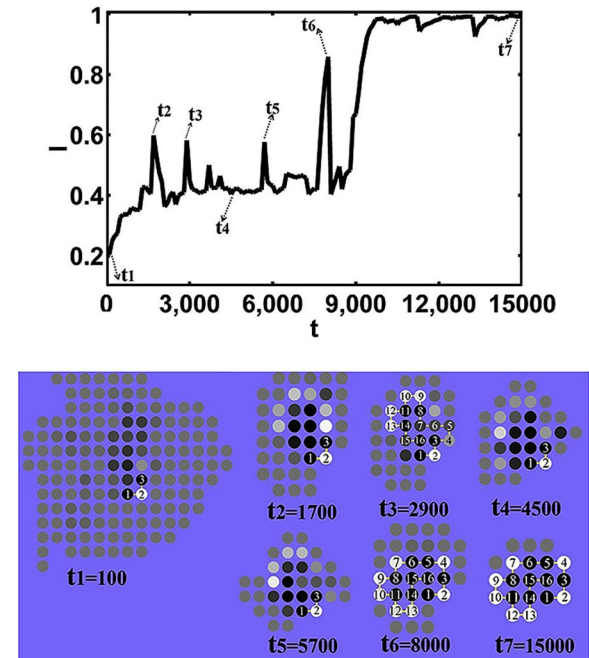 1
t6
t7
0.8
t2
t3
t5
0.6
I
0.4
t4
0.2
t1
0
3,000
6,000
9,000
12,000
15000
t
3
1 2
t1=100
3
1 2
t2=1700
10 9
12 11 8
13 14 7 6 5
15 16 3 4
1 2
t3=2900
3
1 2
t4=4500
3
1 2
t5=5700
7 6 5 4
9 8 15 16 3
10 11 14 1 2
12 13
t6=8000
7 6 5 4
9 8 15 16 3
10 11 14 1 2
12 13
t7=15000